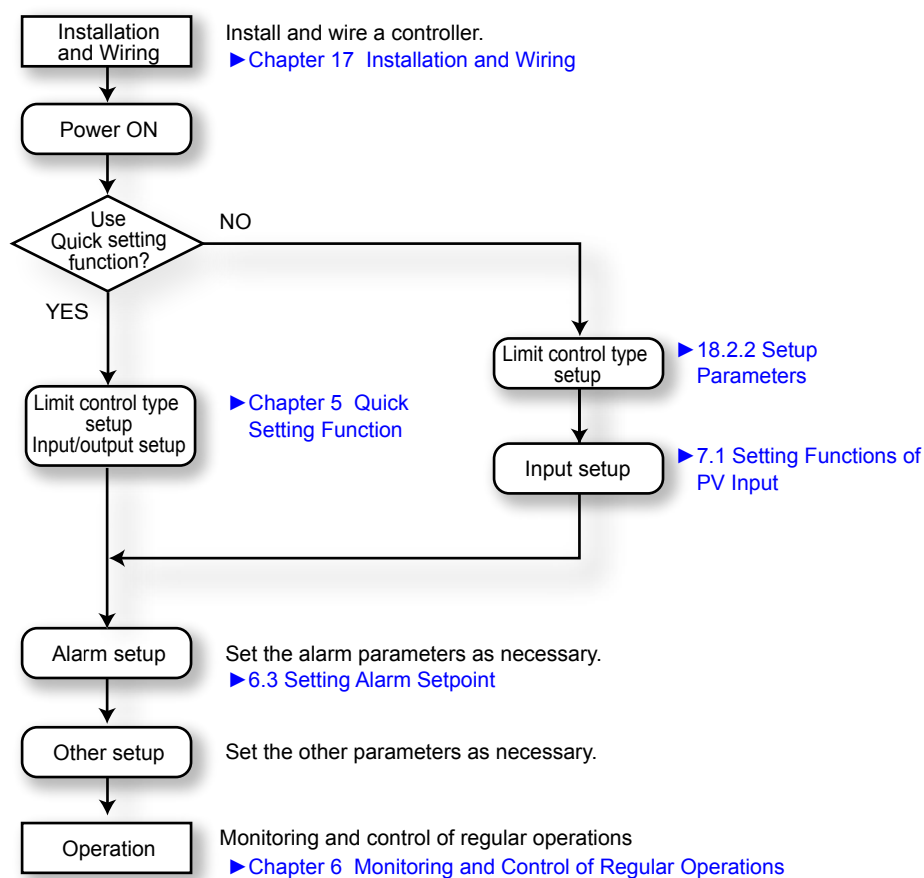 Installation
and Wiring
Install and wire a controller.
►Chapter 17 Installation and Wiring
Power ON
Use
Quick setting
function?
NO
YES
Limit control type
setup
►18.2.2 Setup
Parameters
Limit control type
setup
Input/output setup
►Chapter 5 Quick
Setting Function
Input setup
►7.1 Setting Functions of
PV Input
Alarm setup
Set the alarm parameters as necessary.
►6.3 Setting Alarm Setpoint
Other setup
Set the other parameters as necessary.
Operation
Monitoring and control of regular operations
►Chapter 6 Monitoring and Control of Regular Operations